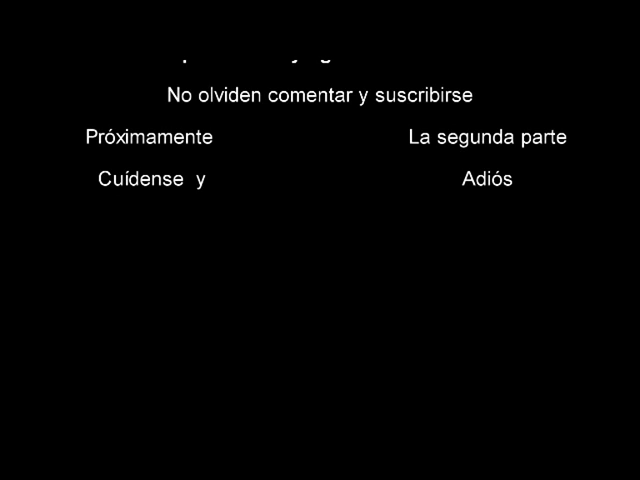 No olviden comentar y suscribirse
Próximamente La segunda parte
Cuídense y Adiós